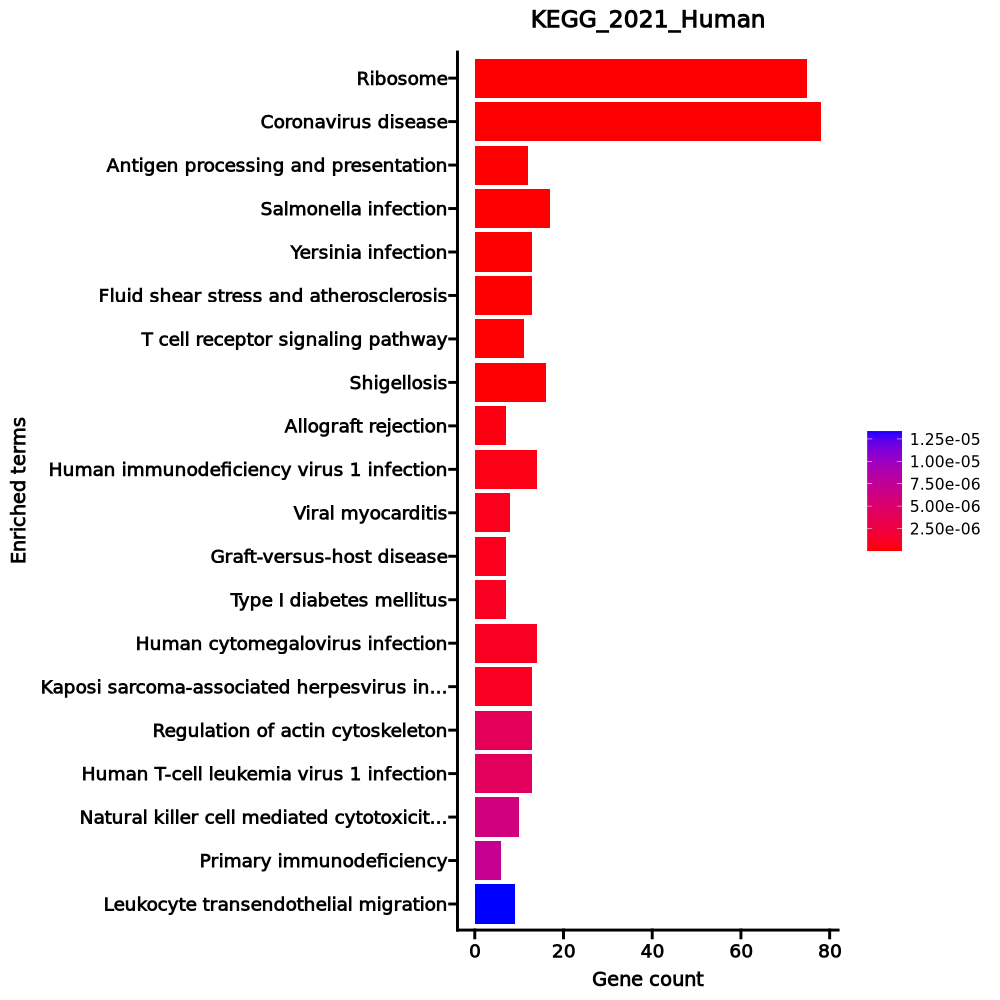 KEGG_2021_Human
Ribosome
Coronavirus disease
Antigen processing and presentation
Salmonella infection
Yersinia infection
Fluid shear stress and atherosclerosis
T cell receptor signaling pathway
Shigellosis
Allograft rejection
Human immunodeficiency virus 1 infection
Viral myocarditis
Graft-versus-host disease
Type I diabetes mellitus
Human cytomegalovirus infection
Kaposi sarcoma-associated herpesvirus in...
Regulation of actin cytoskeleton
Human T-cell leukemia virus 1 infection
Natural killer cell mediated cytotoxicit...
Primary immunodeficiency
Leukocyte transendothelial migration
Enriched terms
0 20 40 60 80
Gene count
1.25e-05
1.00e-05
7.50e-06
5.00e-06
2.50e-06